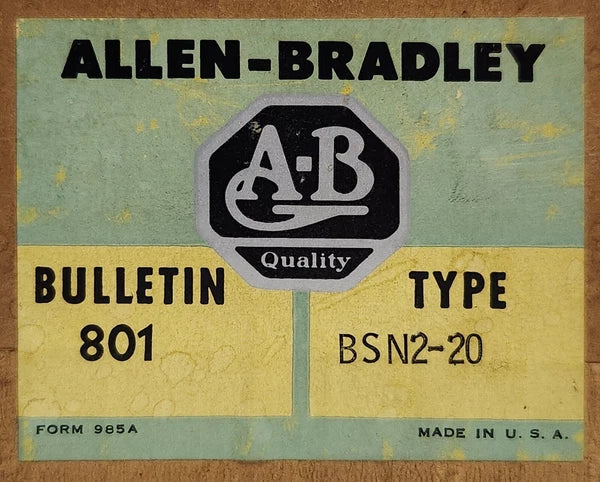 ALLEN-BRADLEY
A-B
Quality
BULLETIN
801
TYPE
BSN2-20
FORM 985A
MADE IN U. S. A.